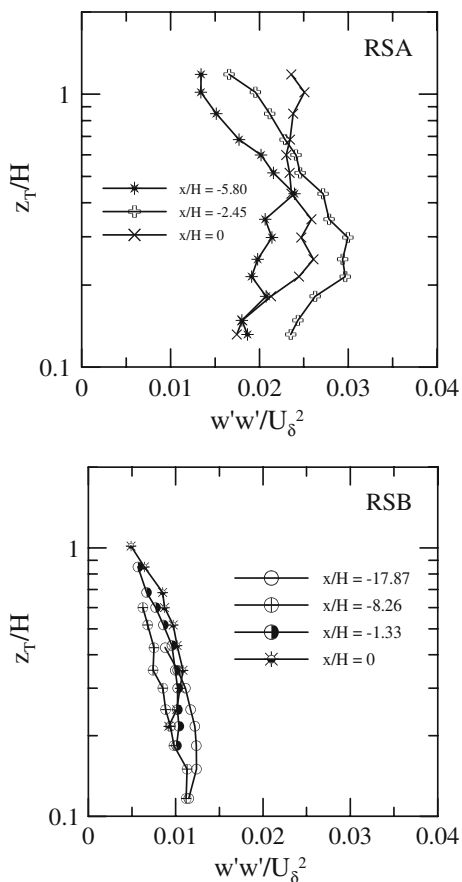 RSA
1
z_T/H
x/H = -5.80
x/H = -2.45
x/H = 0
0.1
0 0.01 0.02 0.03 0.04
w'w'/U_δ^2
RSB
1
z_T/H
x/H = -17.87
x/H = -8.26
x/H = -1.33
x/H = 0
0.1
0 0.01 0.02 0.03 0.04
w'w'/U_δ^2